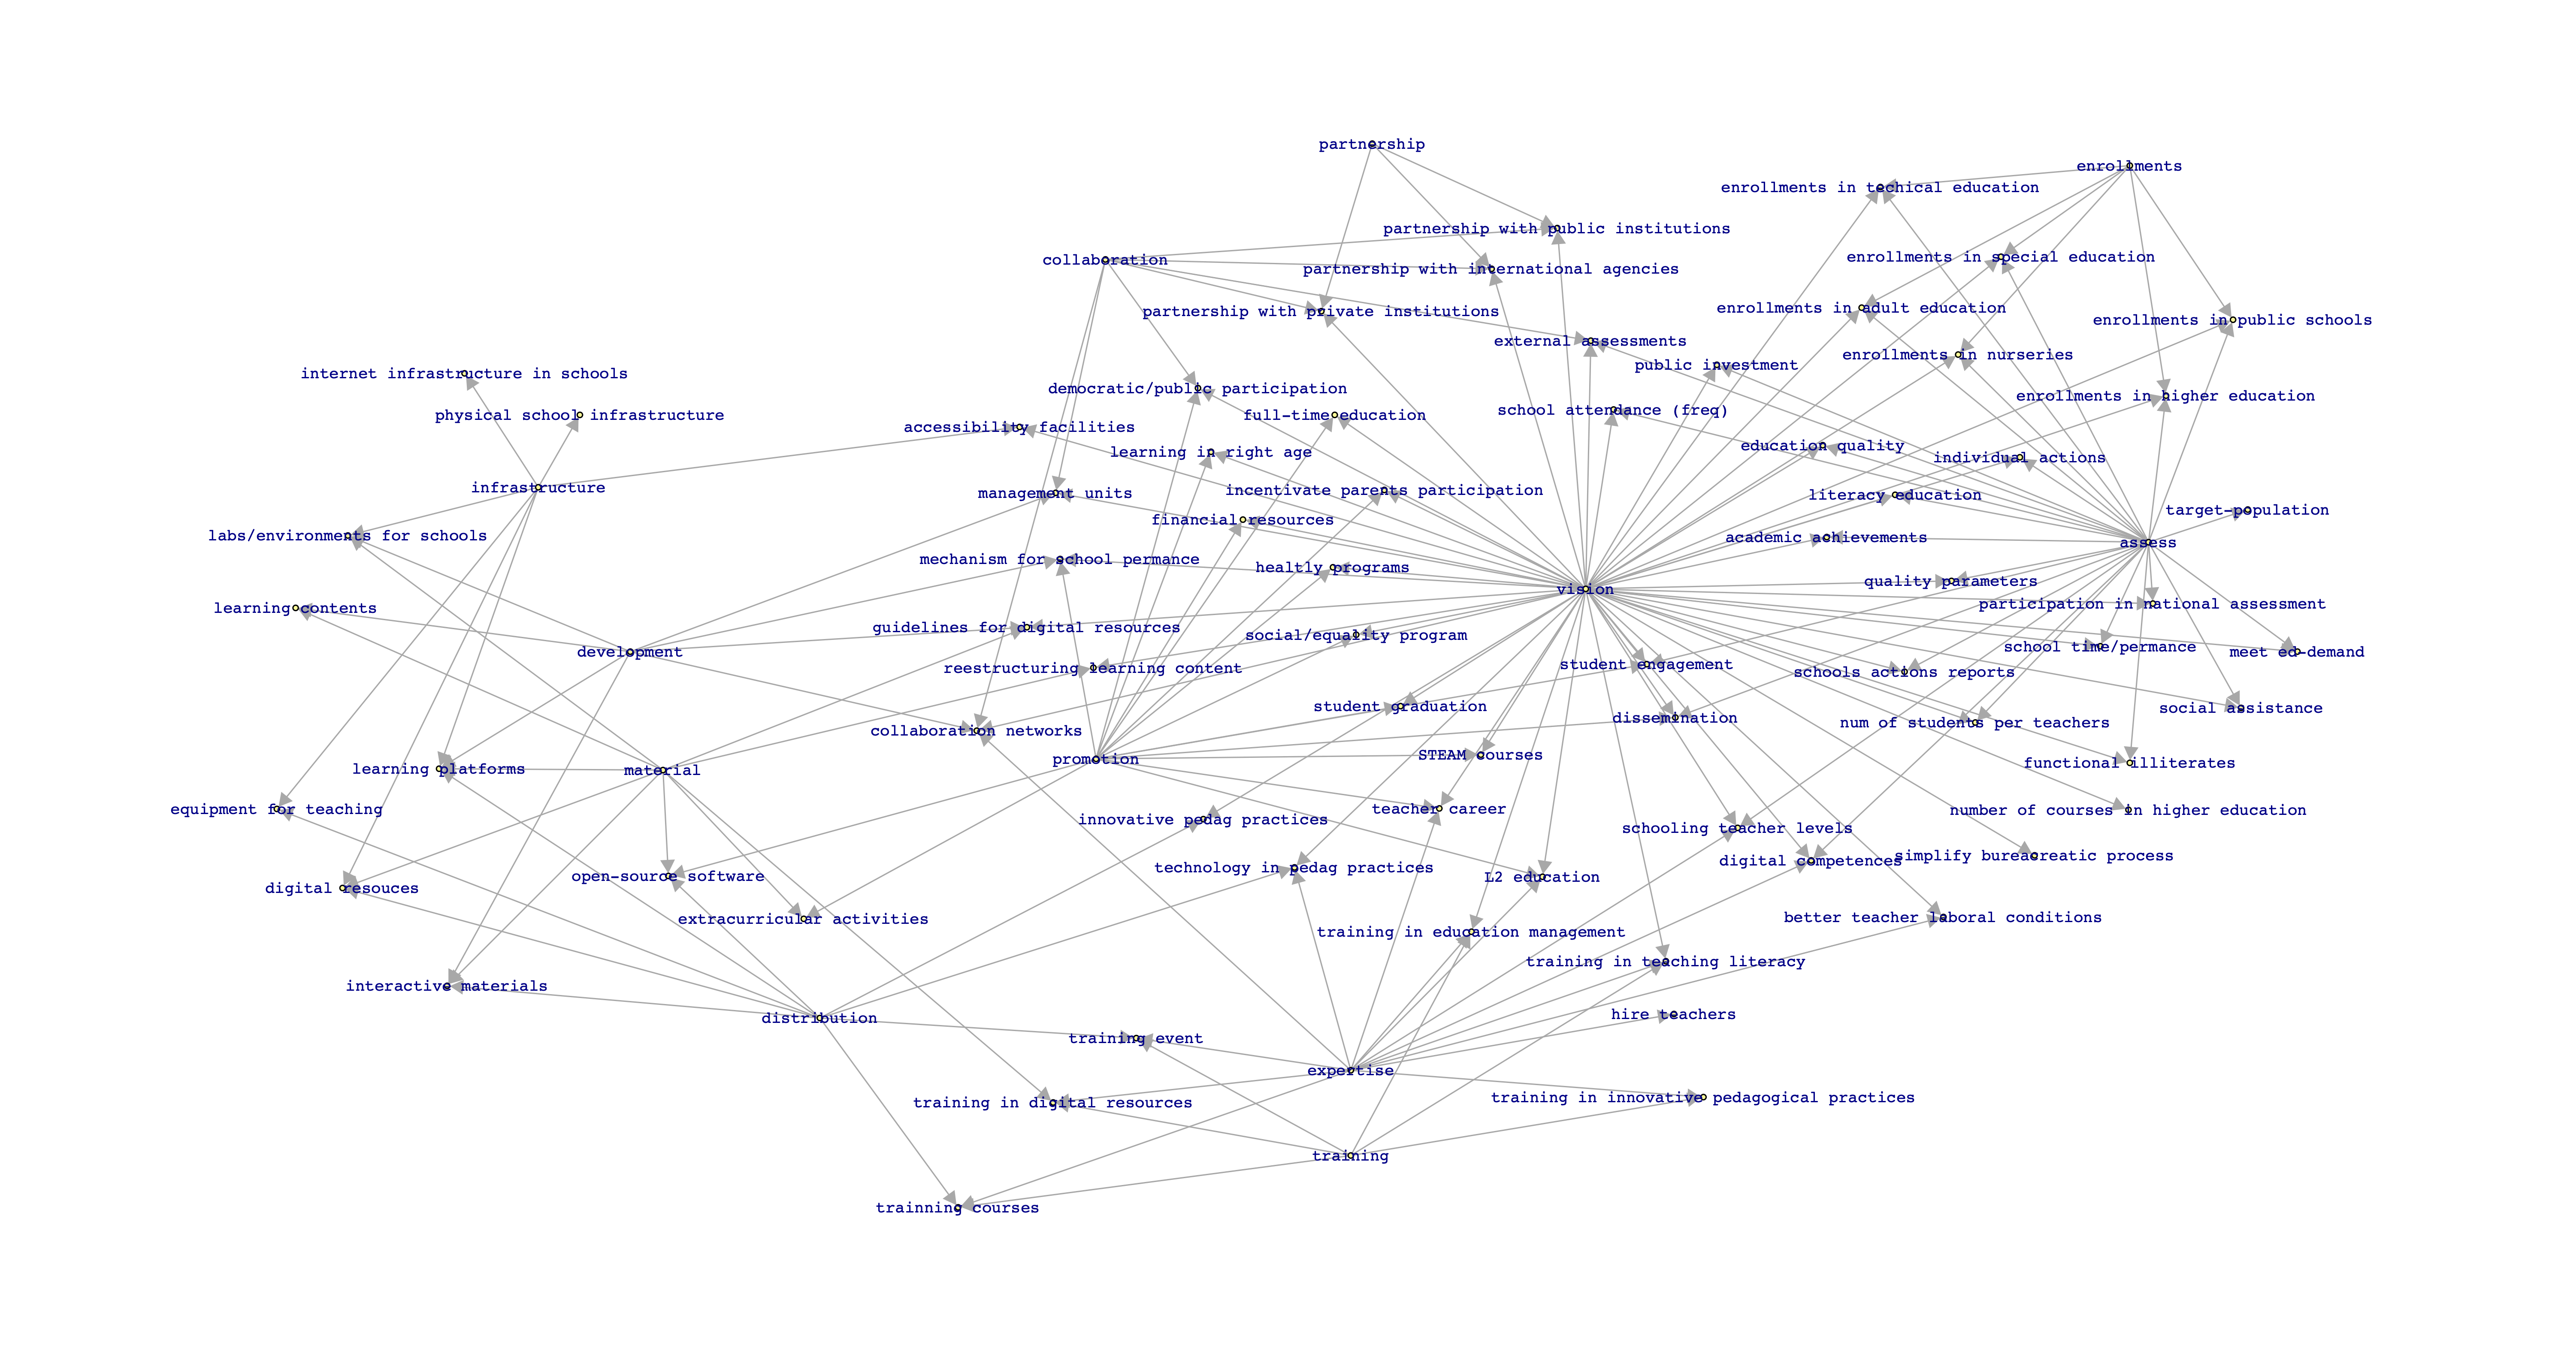 partnership
enrollments
enrollments in techical education
partnership with public institutions
collaboration
enrollments in special education
partnership with international agencies
enrollments in adult education
partnership with private institutions
enrollments in public schools
external assessments
enrollments in nurseries
public investment
internet infrastructure in schools
democratic/public participation
enrollments in higher education
school attendance (freq)
physical school infrastructure
full-time education
accessibility facilities
education quality
learning in right age
individual actions
infrastructure
incentivate parents participation
management units
literacy education
target-population
financial resources
labs/environments for schools
academic achievements
assess
mechanism for school permance
healtly programs
quality parameters
vision
participation in national assessment
learning contents
guidelines for digital resources
social/equality program
school time/permance
development
meet ed-demand
student engagement
reestructuring learning content
schools actions reports
student graduation
social assistance
dissemination
num of students per teachers
collaboration networks
STEAM courses
promotion
functional illiterates
learning platforms
material
equipment for teaching
teacher career
number of courses in higher education
innovative pedag practices
schooling teacher levels
simplify bureacreatic process
digital competences
technology in pedag practices
open-source software
L2 education
digital resouces
extracurricular activities
better teacher laboral conditions
training in education management
training in teaching literacy
interactive materials
hire teachers
distribution
training event
expertise
training in innovative pedagogical practices
training in digital resources
training
trainning courses